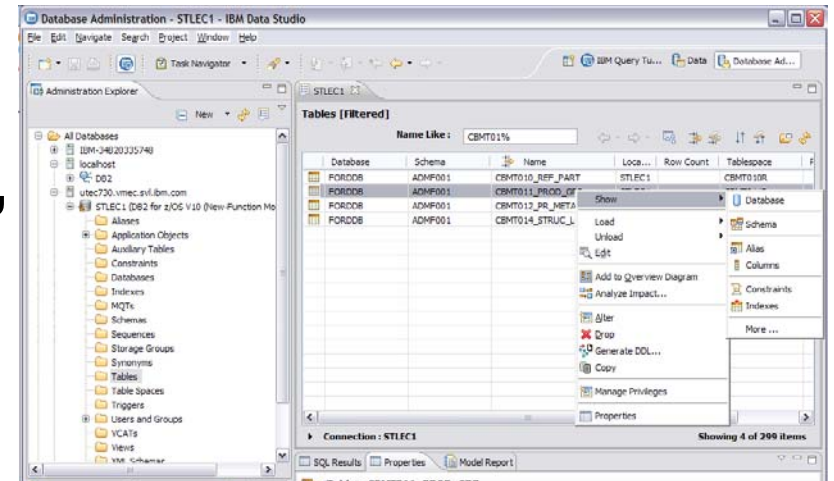 Database Administration - STLEC1 - IBM Data Studio
File Edit Navigate Search Project Window Help
Task Navigator
IBM Query Tu... Data Database Ad...
Administration Explorer
New
All Databases
IBM-34820335748
localhost
DB2
utec730.vmec.svl.ibm.com
STLEC1 (DB2 for z/OS V10 (New-Function Mo
Aliases
Application Objects
Auxiliary Tables
Constraints
Databases
Indexes
MQTs
Schemas
Sequences
Storage Groups
Synonyms
Tables
Table Spaces
Triggers
Users and Groups
VCATs
Views
XML Schemas
STLEC1
Tables [Filtered]
Name Like : CBMT01%
Database Schema Name Loca... Row Count Tablespace
FORDDB ADMF001 CBMT010_REF_PART STLEC1 CBMT010R
FORDDB ADMF001 CBMT011_PROD_GPC
FORDDB ADMF001 CBMT012_PR_META
FORDDB ADMF001 CBMT014_STRUC_L
Show
Load
Unload
Edit
Add to Overview Diagram
Analyze Impact...
Alter
Drop
Generate DDL...
Copy
Manage Privileges
Properties
Database
Schema
Alias
Columns
Constraints
Indexes
More ...
Connection : STLEC1
Showing 4 of 299 items
SQL Results Properties Model Report